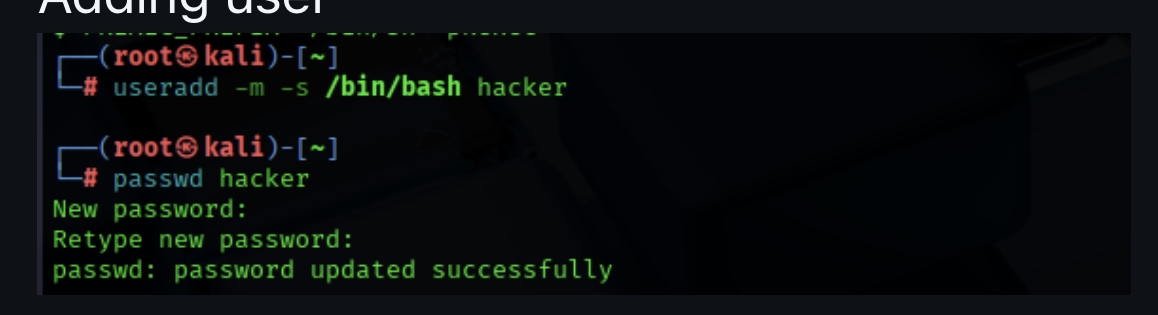 Adding user
┌──(root㉿kali)-[~]
└─# useradd -m -s /bin/bash hacker
┌──(root㉿kali)-[~]
└─# passwd hacker
New password:
Retype new password:
passwd: password updated successfully